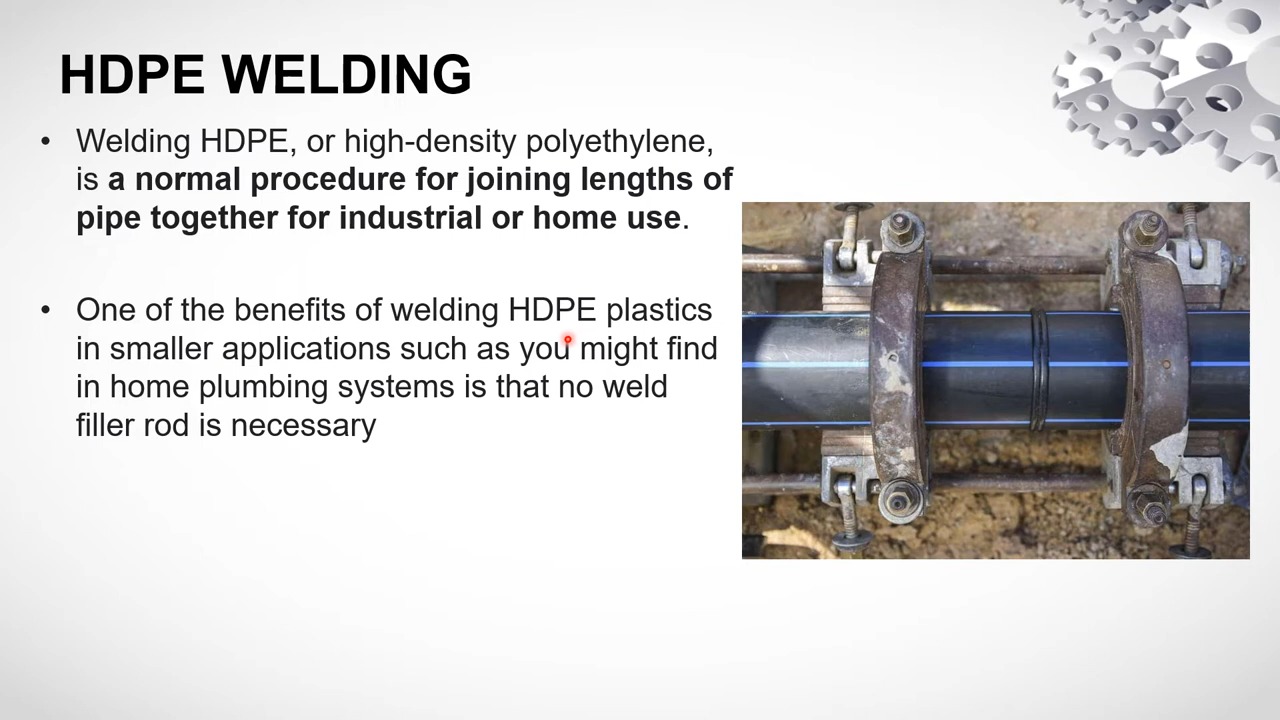 HDPE WELDING
• Welding HDPE, or high-density polyethylene,
is a normal procedure for joining lengths of
pipe together for industrial or home use.
• One of the benefits of welding HDPE plastics
in smaller applications such as you might find
in home plumbing systems is that no weld
filler rod is necessary